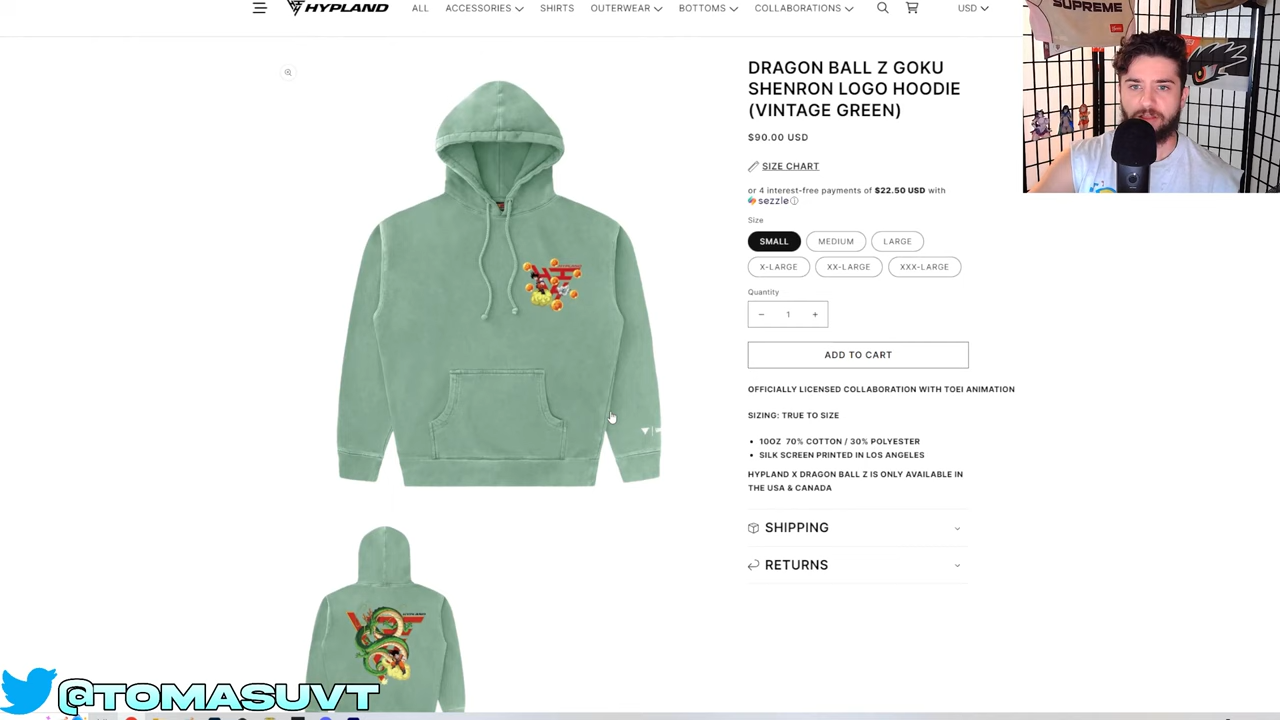 HYPLAND
ALL
ACCESSORIES
SHIRTS
OUTERWEAR
BOTTOMS
COLLABORATIONS
USD
SUPREME
DRAGON BALL Z GOKU
SHENRON LOGO HOODIE
(VINTAGE GREEN)
$90.00 USD
SIZE CHART
or 4 interest-free payments of $22.50 USD with
sezzle
Size
SMALL
MEDIUM
LARGE
X-LARGE
XX-LARGE
XXX-LARGE
Quantity
− 1 +
ADD TO CART
OFFICIALLY LICENSED COLLABORATION WITH TOEI ANIMATION
SIZING: TRUE TO SIZE
• 10OZ 70% COTTON / 30% POLYESTER
• SILK SCREEN PRINTED IN LOS ANGELES
HYPLAND X DRAGON BALL Z IS ONLY AVAILABLE IN
THE USA & CANADA
SHIPPING
RETURNS
@TOMASUVT